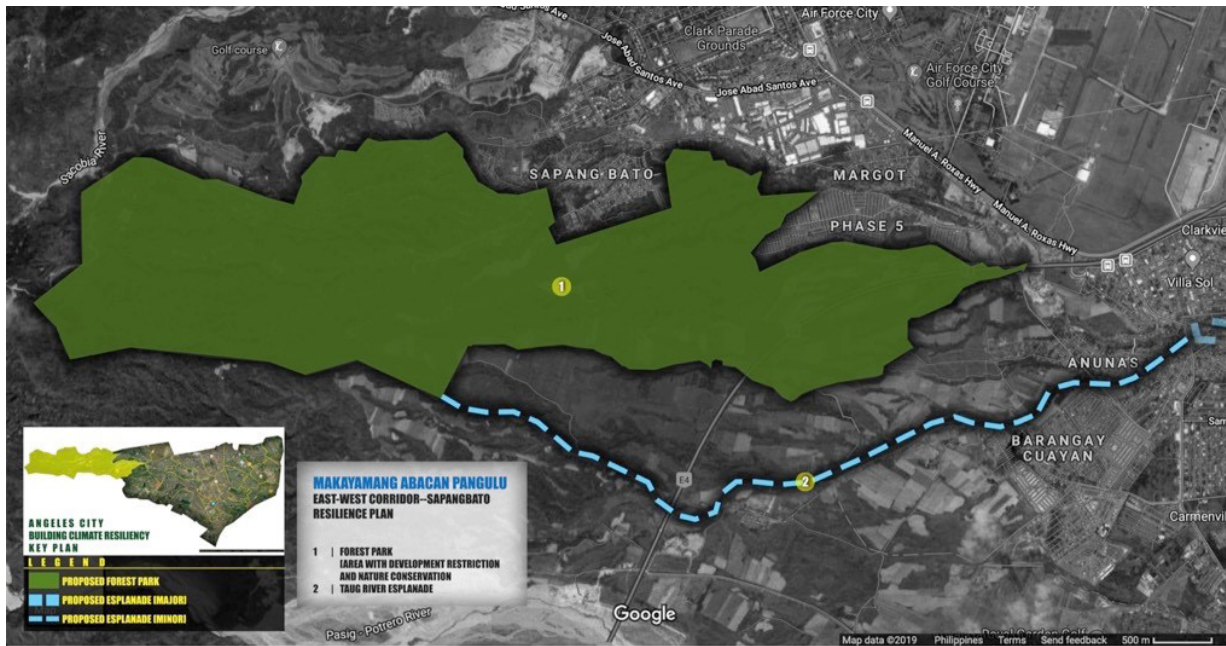 Golf course
Sacobia River
Clark Parade
Grounds
Air Force City
Jose Abad Santos Ave
Jose Abad Santos Ave
Air Force City
Golf Course
Manuel A. Roxas Hwy
Manuel A. Roxas Hwy
SAPANG BATO
MARGOT
PHASE 5
Clarkvie
Villa Sol
1
ANUNAS
BARANGAY
CUAYAN
Sam
E4
2
Carmenvil
ANGELES CITY
BUILDING CLIMATE RESILIENCY
KEY PLAN
LEGEND
PROPOSED FOREST PARK
PROPOSED ESPLANADE [MAJOR]
PROPOSED ESPLANADE [MINOR]
MAKAYAMANG ABACAN PANGULU
EAST-WEST CORRIDOR–SAPANGBATO
RESILIENCE PLAN
1 | FOREST PARK
[AREA WITH DEVELOPMENT RESTRICTION
AND NATURE CONSERVATION
2 | TAUG RIVER ESPLANADE
Pasig - Potrero River
Google
Map data ©2019 Philippines Terms Send feedback 500 m